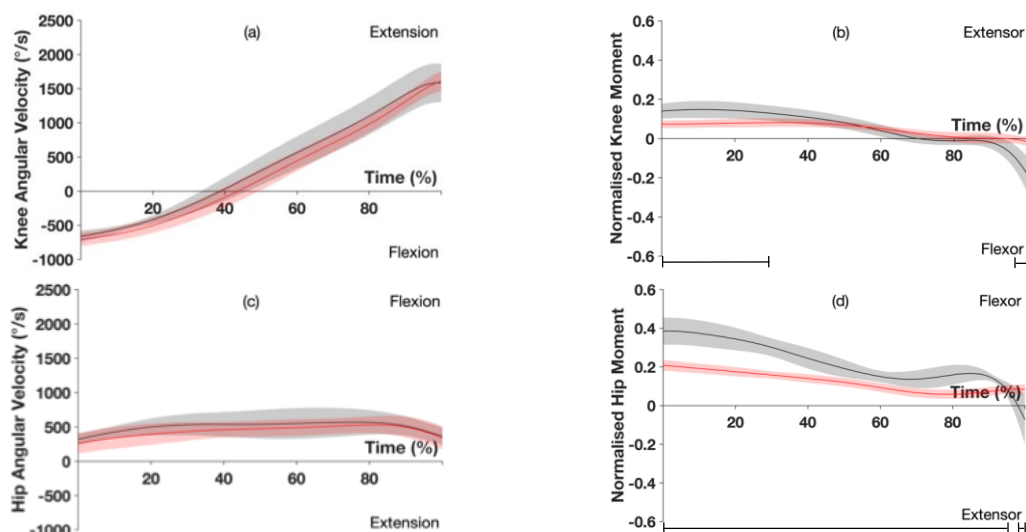 Knee Angular Velocity (°/s)
2500
2000
1500
1000
500
0
-500
-1000
(a)
Extension
Time (%)
20
40
60
80
Flexion
Normalised Knee Moment
0.6
0.4
0.2
0
-0.2
-0.4
-0.6
(b)
Extensor
Time (%)
20
40
60
80
Flexor
Hip Angular Velocity (°/s)
2500
2000
1500
1000
500
0
-500
-1000
(c)
Flexion
Time (%)
20
40
60
80
Extension
Normalised Hip Moment
0.6
0.4
0.2
0
-0.2
-0.4
-0.6
(d)
Flexor
Time (%)
20
40
60
80
Extensor